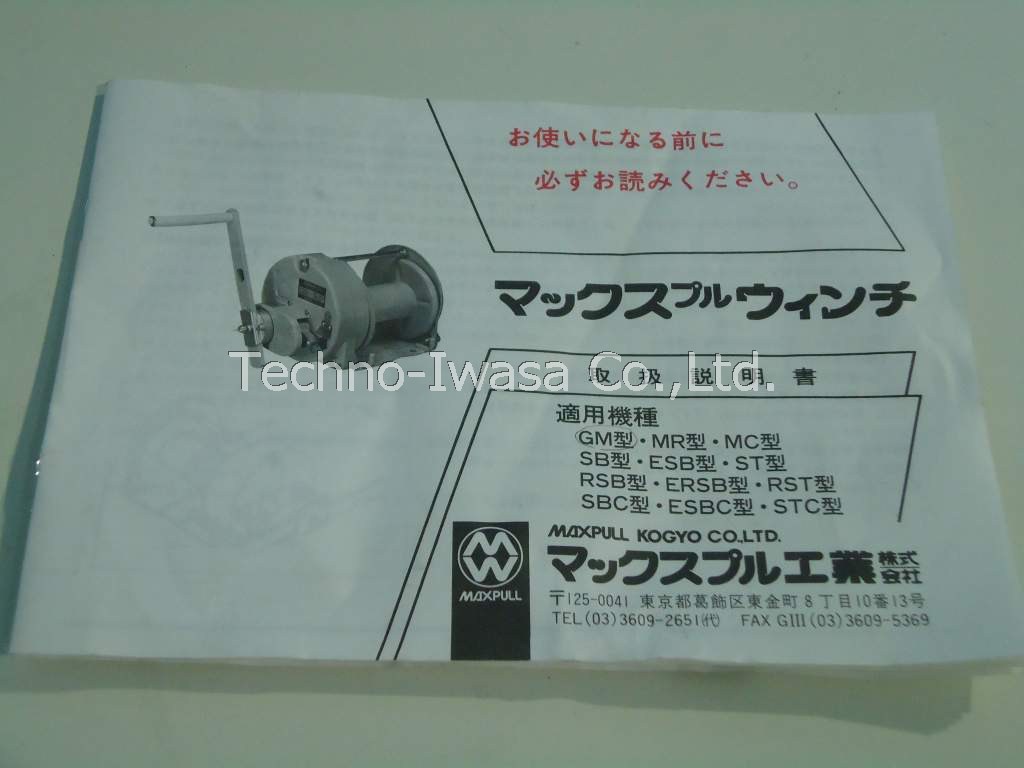 お使いになる前に
必ずお読みください。
マックスプルウィンチ
Techno-Iwasa Co.,Ltd.
取扱説明書
適用機種
GM型・MR型・MC型
SB型・ESB型・ST型
RSB型・ERSB型・RST型
SBC型・ESBC型・STC型
MAXPULL KOGYO CO.,LTD.
マックスプル工業株式会社
MAXPULL
〒125-0041 東京都葛飾区東金町8丁目10番13号
TEL(03)3609-2651(代) FAX GIII(03)3609-5369